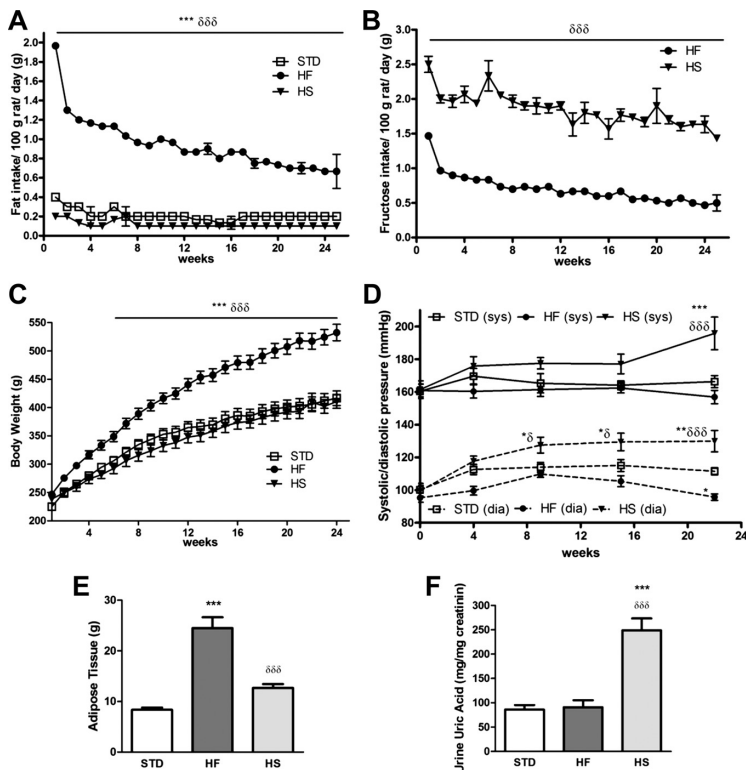 A
*** δδδ
Fat intake/ 100 g rat/ day (g)
2.0
1.8
1.6
1.4
1.2
1.0
0.8
0.6
0.4
0.2
0.0
STD
HF
HS
0 4 8 12 16 20 24
weeks
B
δδδ
Fructose intake/ 100 g rat/ day (g)
3.0
2.5
2.0
1.5
1.0
0.5
0.0
HF
HS
0 4 8 12 16 20 24
weeks
C
*** δδδ
Body Weight (g)
550
500
450
400
350
300
250
200
STD
HF
HS
4 8 12 16 20 24
weeks
D
Systolic/diastolic pressure (mmHg)
200
180
160
140
120
100
80
STD (sys) HF (sys) HS (sys)
***
δδδ
*δ *δ **δδδ
*
STD (dia) HF (dia) HS (dia)
0 2 4 6 8 10 12 14 16 18 20 22 24
weeks
E
Adipose Tissue (g)
30
20
10
0
***
δδδ
STD HF HS
F
Urine Uric Acid (mg/mg creatinin)
300
250
200
150
100
50
0
***
δδδ
STD HF HS